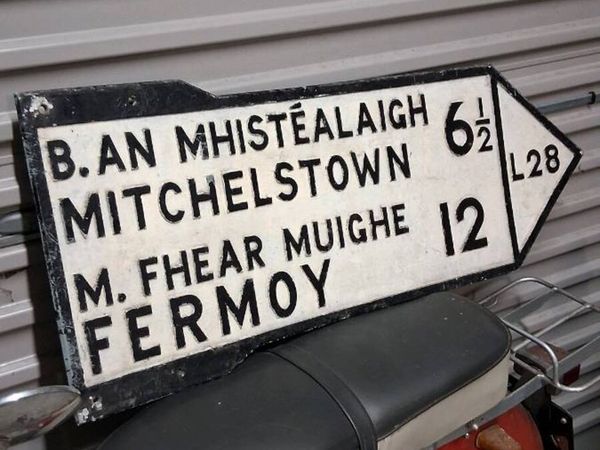 B. AN MHISTÉALAIGH 6½
MITCHELSTOWN
M. FHEAR MUIGHE 12
FERMOY
L28